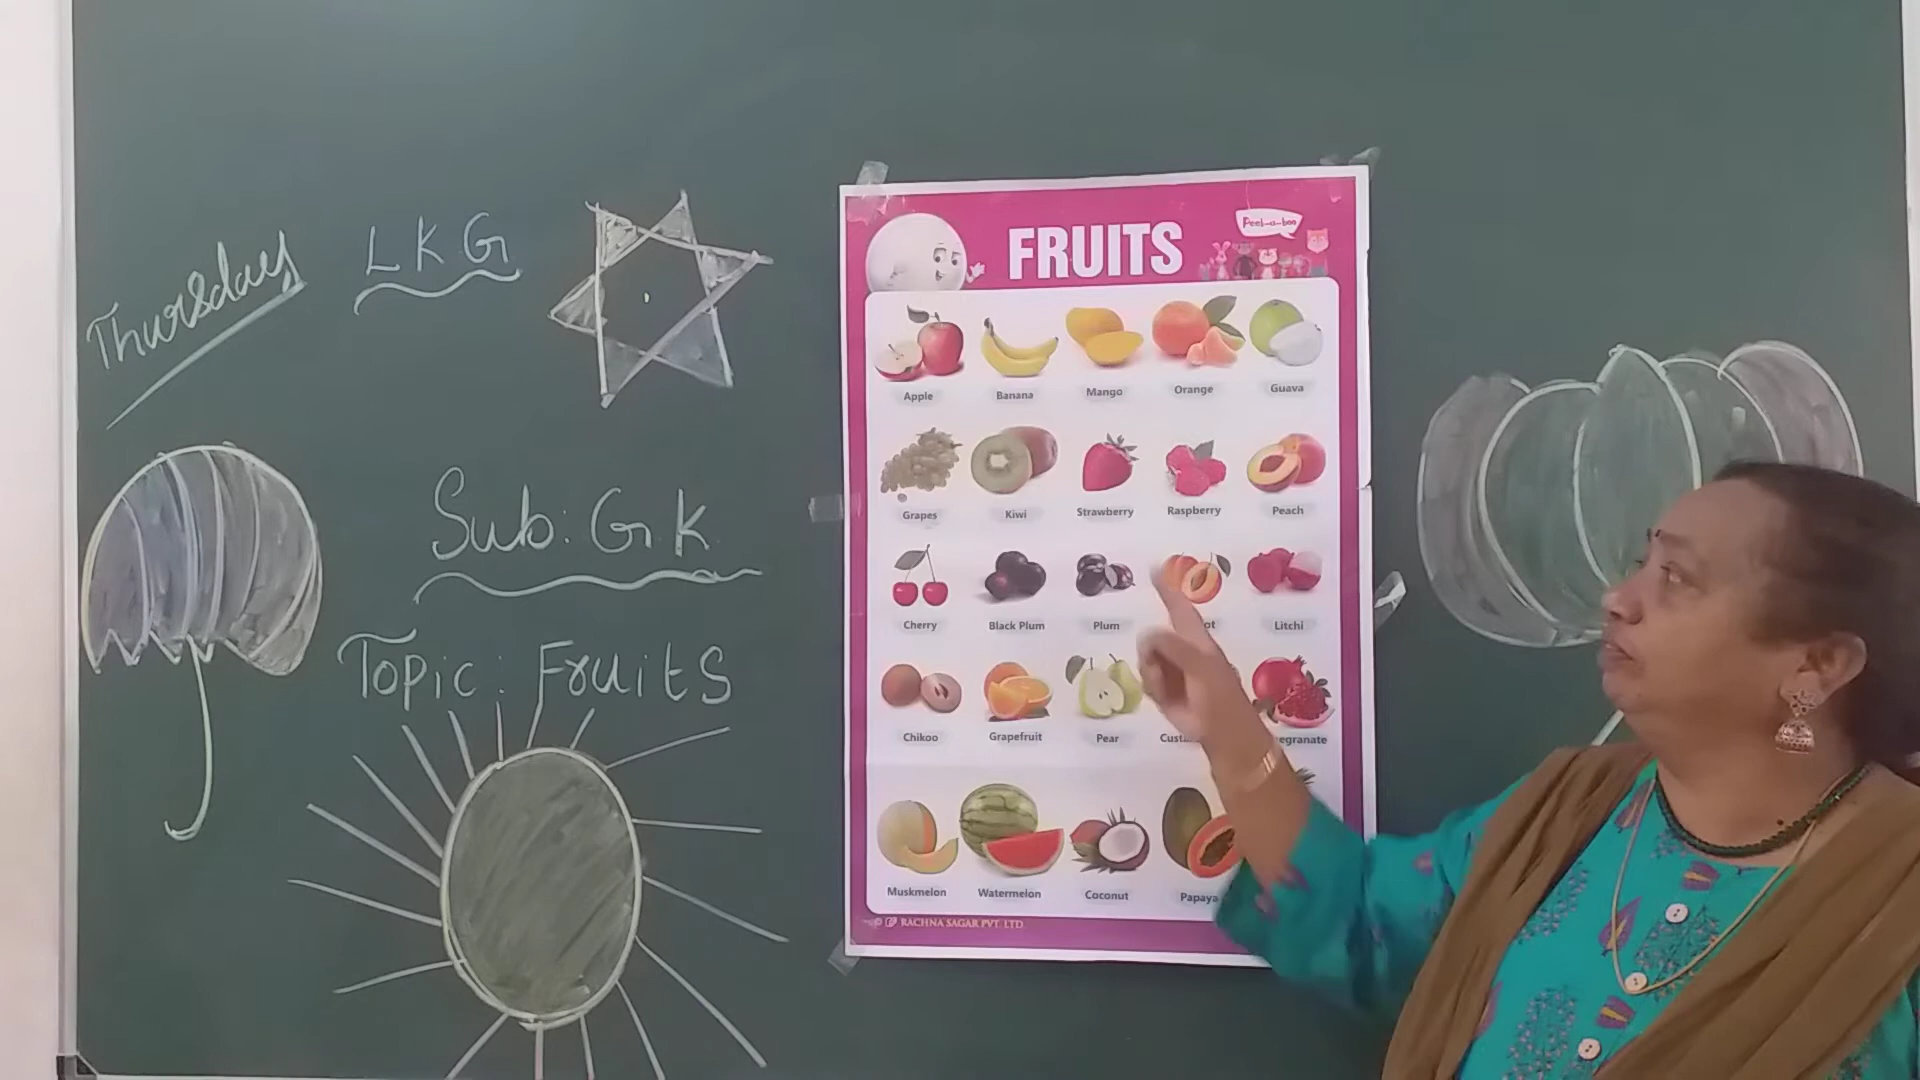 Thursday
LKG
Sub: G.K
Topic: Fruits
FRUITS
Peek-a-boo
Apple Banana Mango Orange Guava
Grapes Kiwi Strawberry Raspberry Peach
Cherry Black Plum Plum Litchi
Chikoo Grapefruit Pear
Muskmelon Watermelon Coconut Papaya
© RACHNA SAGAR PVT. LTD.